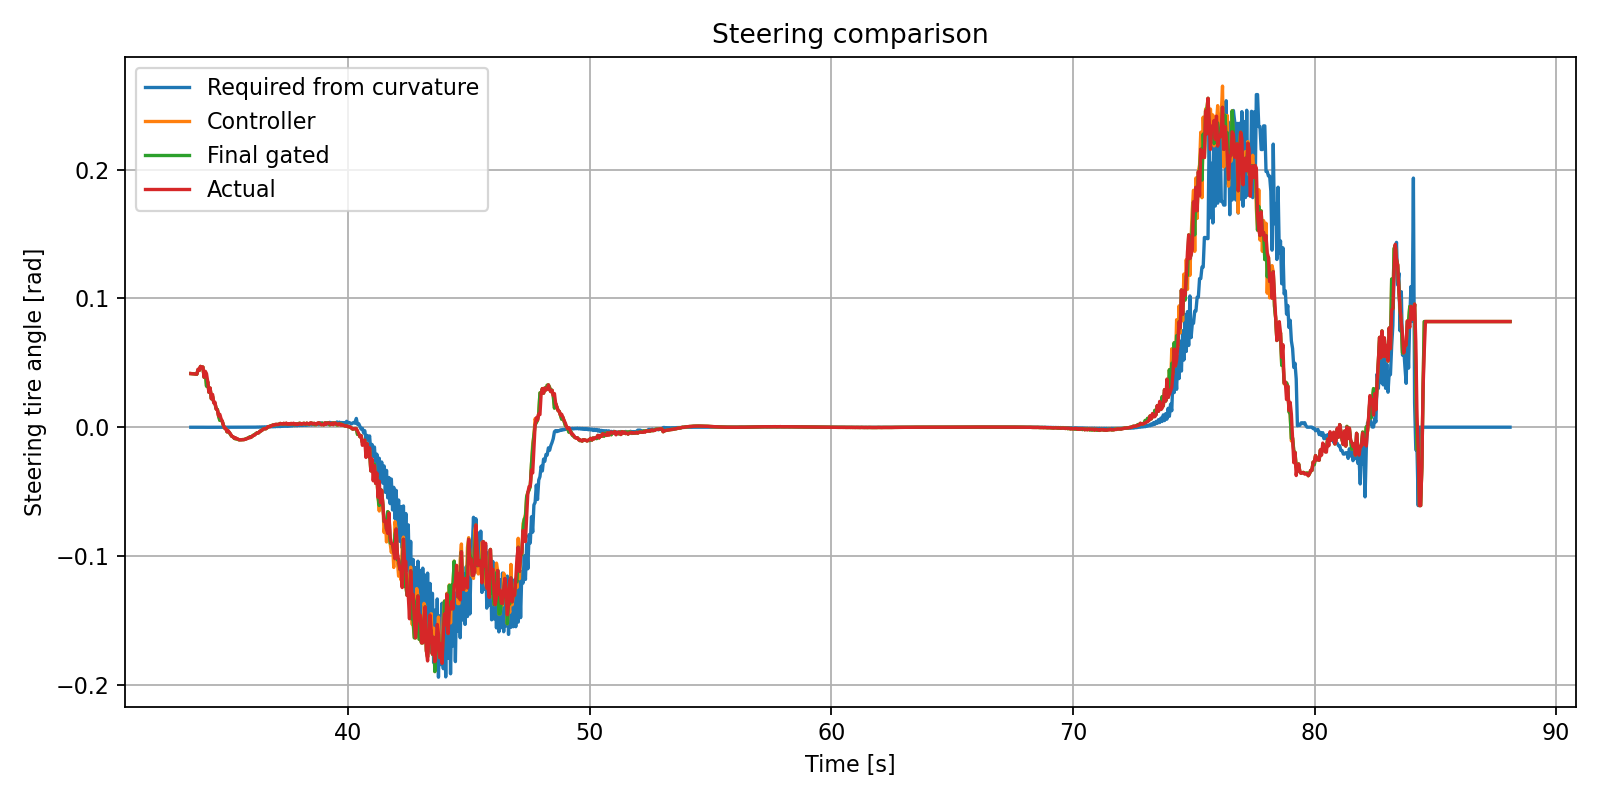 Steering comparison
Required from curvature
Controller
Final gated
Actual
Steering tire angle [rad]
0.2
0.1
0.0
−0.1
−0.2
40 50 60 70 80 90
Time [s]